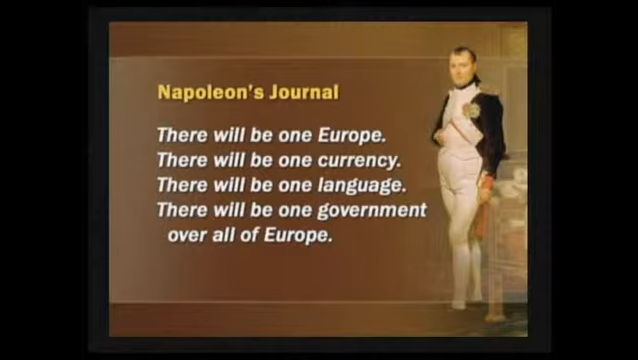 Napoleon's Journal
There will be one Europe.
There will be one currency.
There will be one language.
There will be one government
over all of Europe.